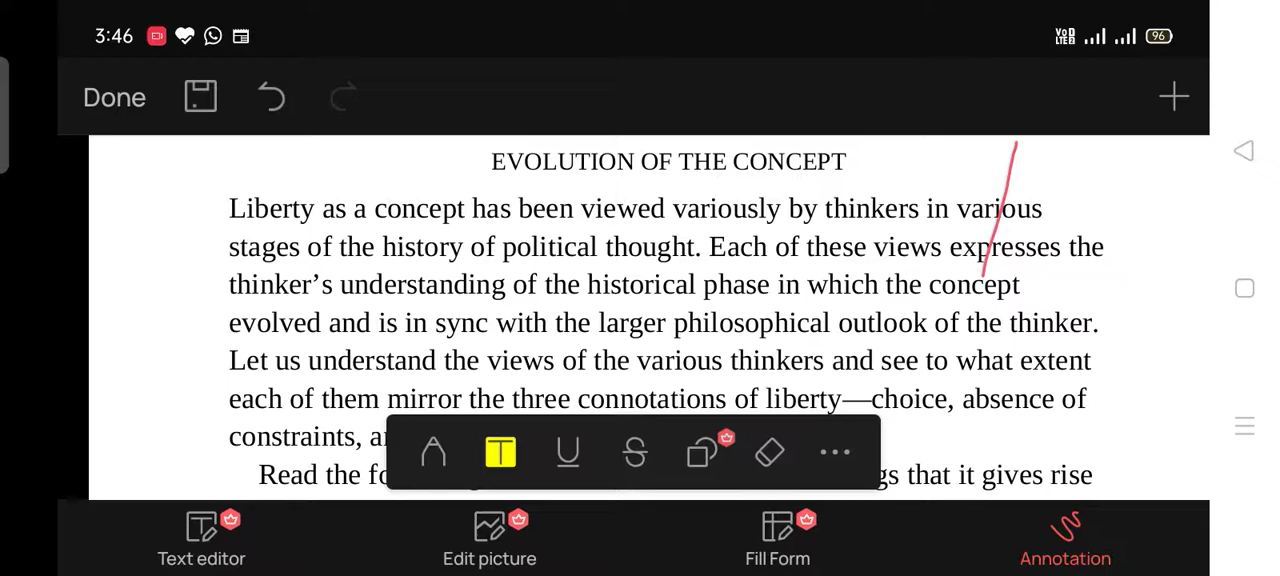 3:46
VoD LTE2
96
Done
EVOLUTION OF THE CONCEPT
Liberty as a concept has been viewed variously by thinkers in various
stages of the history of political thought. Each of these views expresses the
thinker’s understanding of the historical phase in which the concept
evolved and is in sync with the larger philosophical outlook of the thinker.
Let us understand the views of the various thinkers and see to what extent
each of them mirror the three connotations of liberty—choice, absence of
constraints,
T U S
Read the that it gives rise
Text editor
Edit picture
Fill Form
Annotation